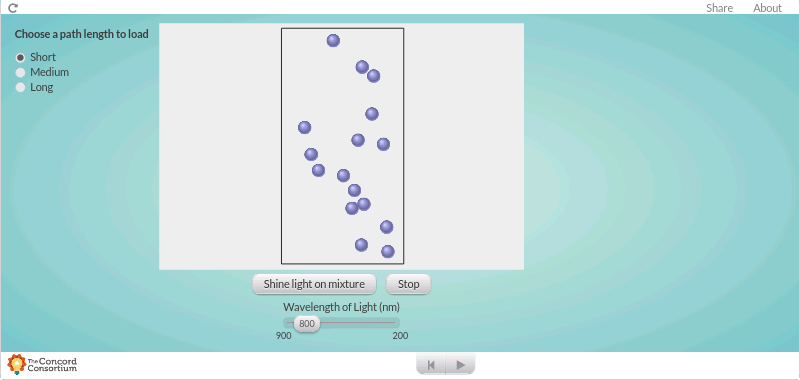 Share About
Choose a path length to load
Short
Medium
Long
Shine light on mixture Stop
Wavelength of Light (nm)
800
900 200
The Concord
Consortium